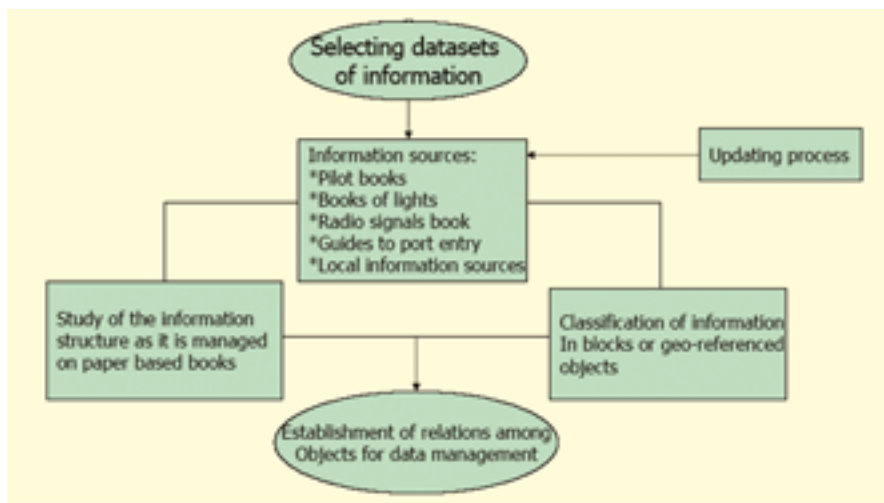 Selecting datasets
of information
Information sources:
*Pilot books
*Books of lights
*Radio signals book
*Guides to port entry
*Local information sources
Updating process
Study of the information
structure as it is managed
on paper based books
Classification of information
In blocks or geo-referenced
objects
Establishment of relations among
Objects for data management